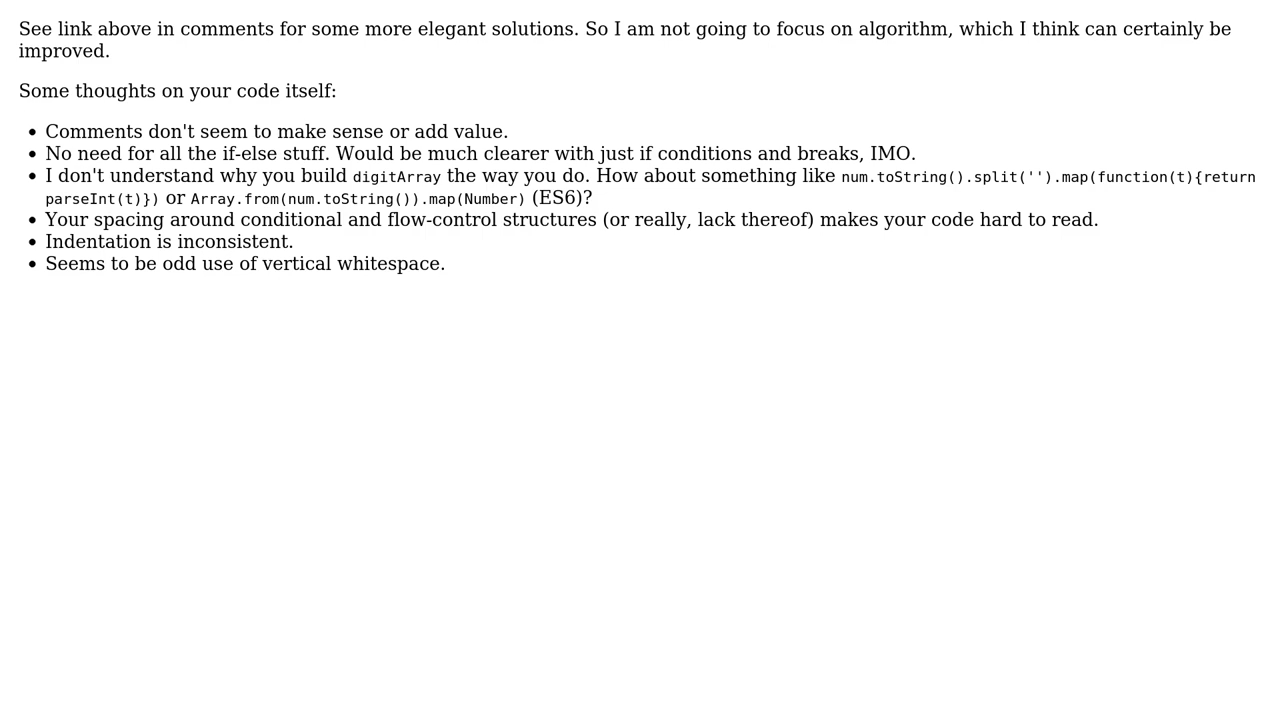 See link above in comments for some more elegant solutions. So I am not going to focus on algorithm, which I think can certainly be
improved.
Some thoughts on your code itself:
• Comments don't seem to make sense or add value.
• No need for all the if-else stuff. Would be much clearer with just if conditions and breaks, IMO.
• I don't understand why you build digitArray the way you do. How about something like num.toString().split('').map(function(t){return
parseInt(t)}) or Array.from(num.toString()).map(Number) (ES6)?
• Your spacing around conditional and flow-control structures (or really, lack thereof) makes your code hard to read.
• Indentation is inconsistent.
• Seems to be odd use of vertical whitespace.